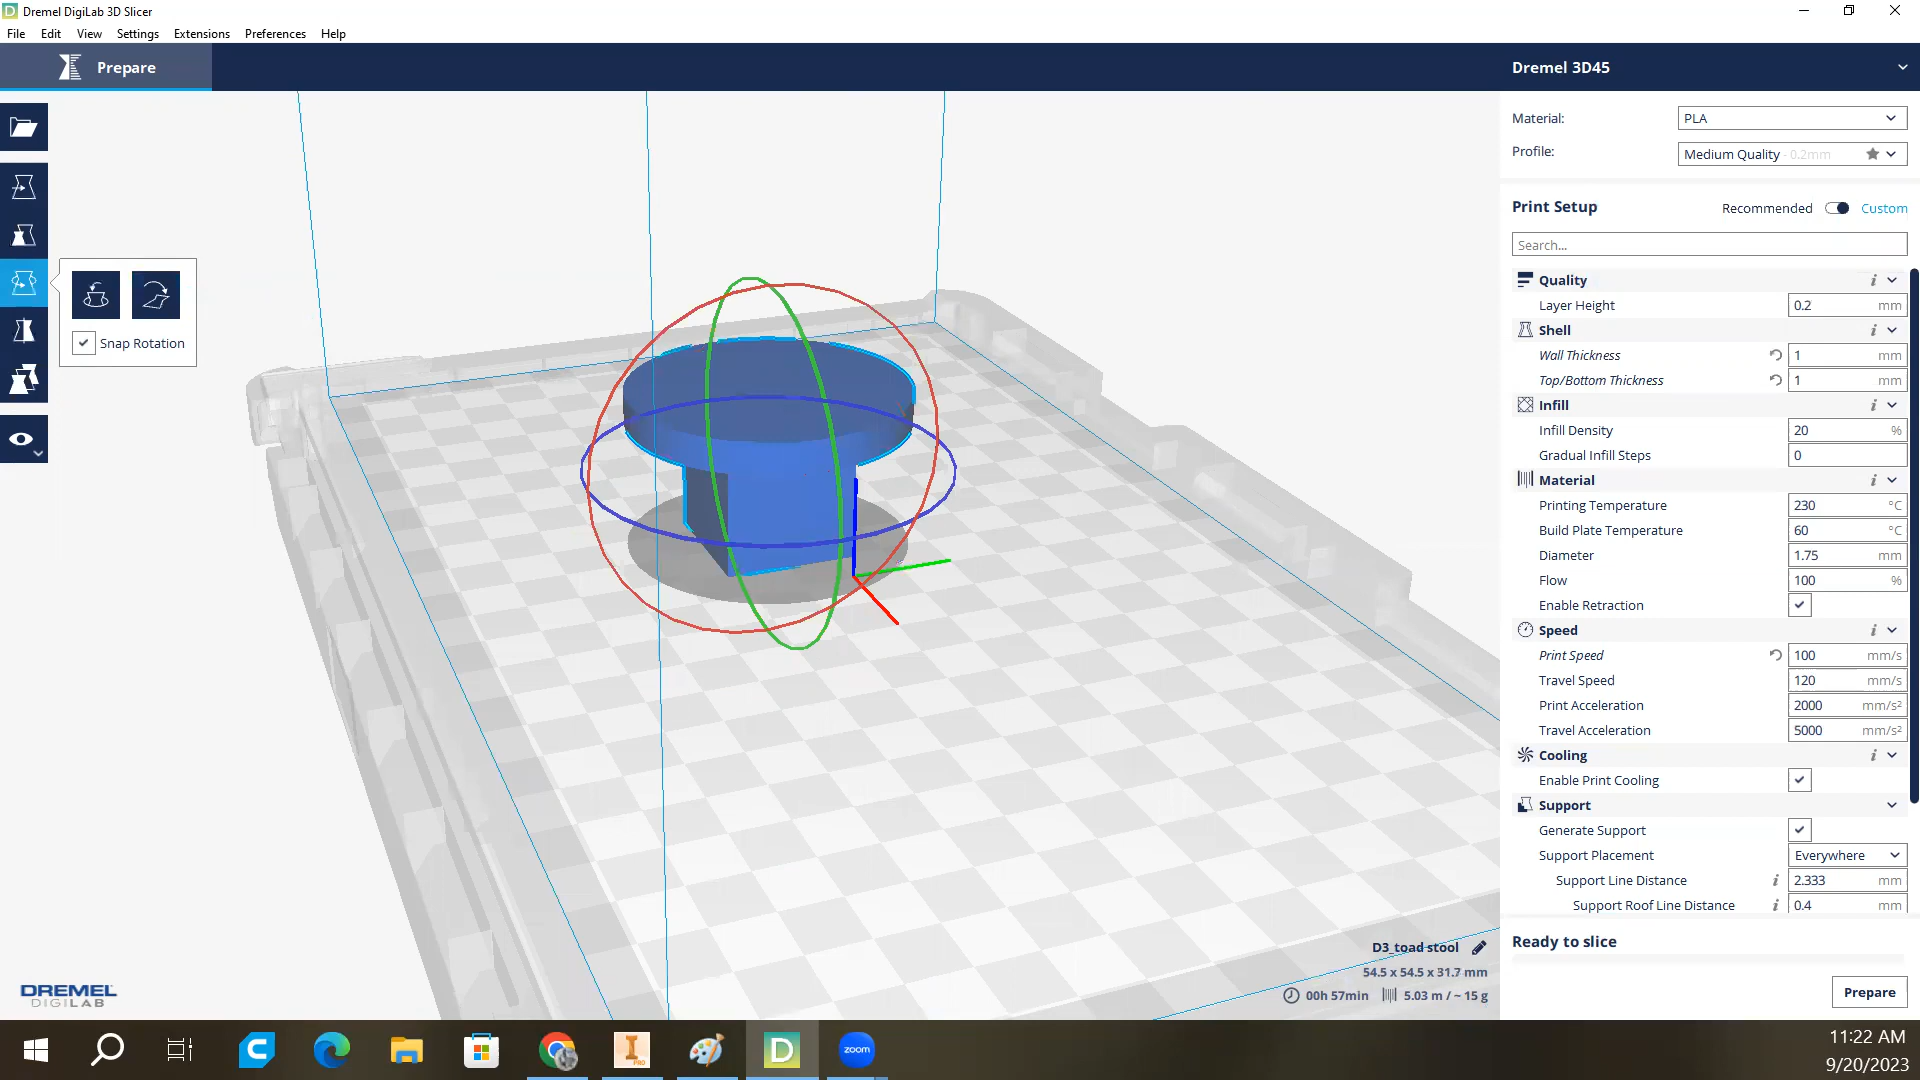 Dremel DigiLab 3D Slicer
File Edit View Settings Extensions Preferences Help
Prepare
Dremel 3D45
Material: PLA
Profile: Medium Quality - 0.2mm
Print Setup Recommended Custom
Search...
Quality
Layer Height 0.2 mm
Shell
Wall Thickness 1 mm
Top/Bottom Thickness 1 mm
Infill
Infill Density 20 %
Gradual Infill Steps 0
Material
Printing Temperature 230 °C
Build Plate Temperature 60 °C
Diameter 1.75 mm
Flow 100 %
Enable Retraction
Speed
Print Speed 100 mm/s
Travel Speed 120 mm/s
Print Acceleration 2000 mm/s²
Travel Acceleration 5000 mm/s²
Cooling
Enable Print Cooling
Support
Generate Support
Support Placement Everywhere
Support Line Distance 2.333 mm
Support Roof Line Distance 0.4 mm
Snap Rotation
D3_toad stool
54.5 x 54.5 x 31.7 mm
00h 57min 5.03 m / ~ 15 g
Ready to slice
Prepare
DREMEL
DIGILAB
PRO
D
zoom
11:22 AM
9/20/2023